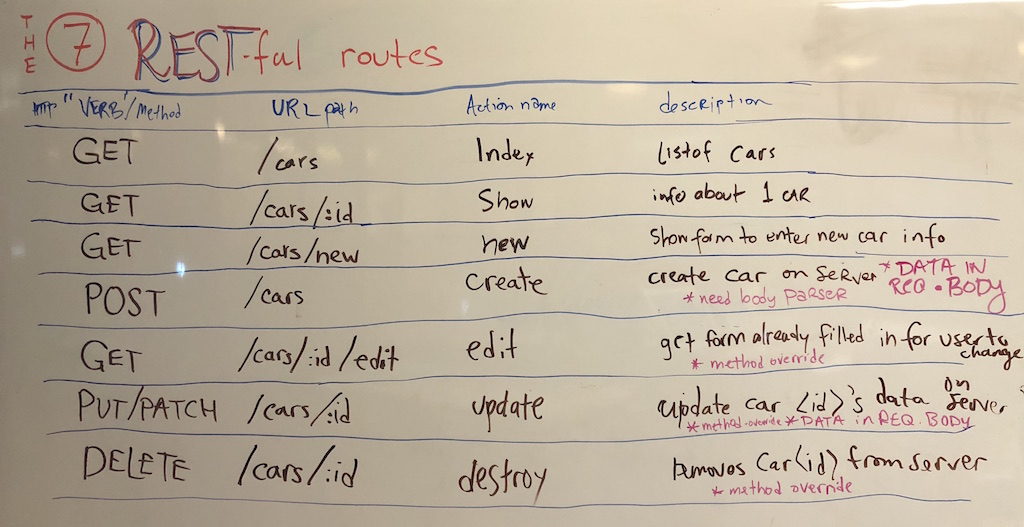 THE 7 REST-ful routes
HTTP "VERB"/Method URL path Action name description
GET /cars Index list of cars
GET /cars/:id Show info about 1 CAR
GET /cars/new new Show form to enter new car info
POST /cars create create car on SERVER * DATA IN REQ.BODY
* need body PARSER
GET /cars/:id/edit edit get form already filled in for user to change
* method override
PUT/PATCH /cars/:id update update car <id>'s data on server
* method-override * DATA in REQ.BODY
DELETE /cars/:id destroy removes Car<id> from server
* method override